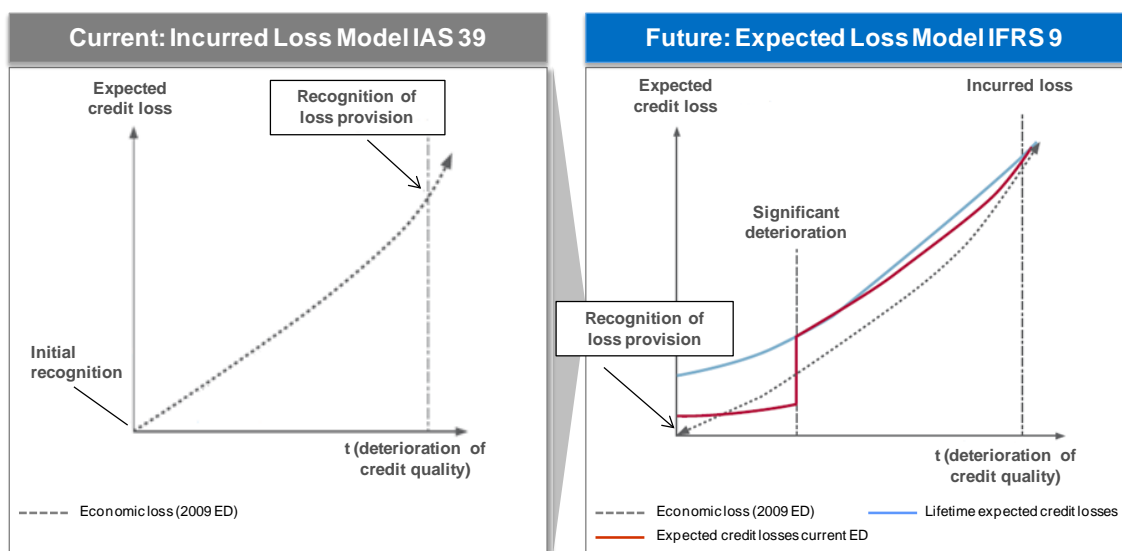 Current: Incurred Loss Model IAS 39
Expected
credit loss
Recognition of
loss provision
Initial
recognition
t (deterioration of
credit quality)
Economic loss (2009 ED)
Future: Expected Loss Model IFRS 9
Expected
credit loss
Incurred loss
Significant
deterioration
Recognition of
loss provision
t (deterioration of
credit quality)
Economic loss (2009 ED)
Lifetime expected credit losses
Expected credit losses current ED